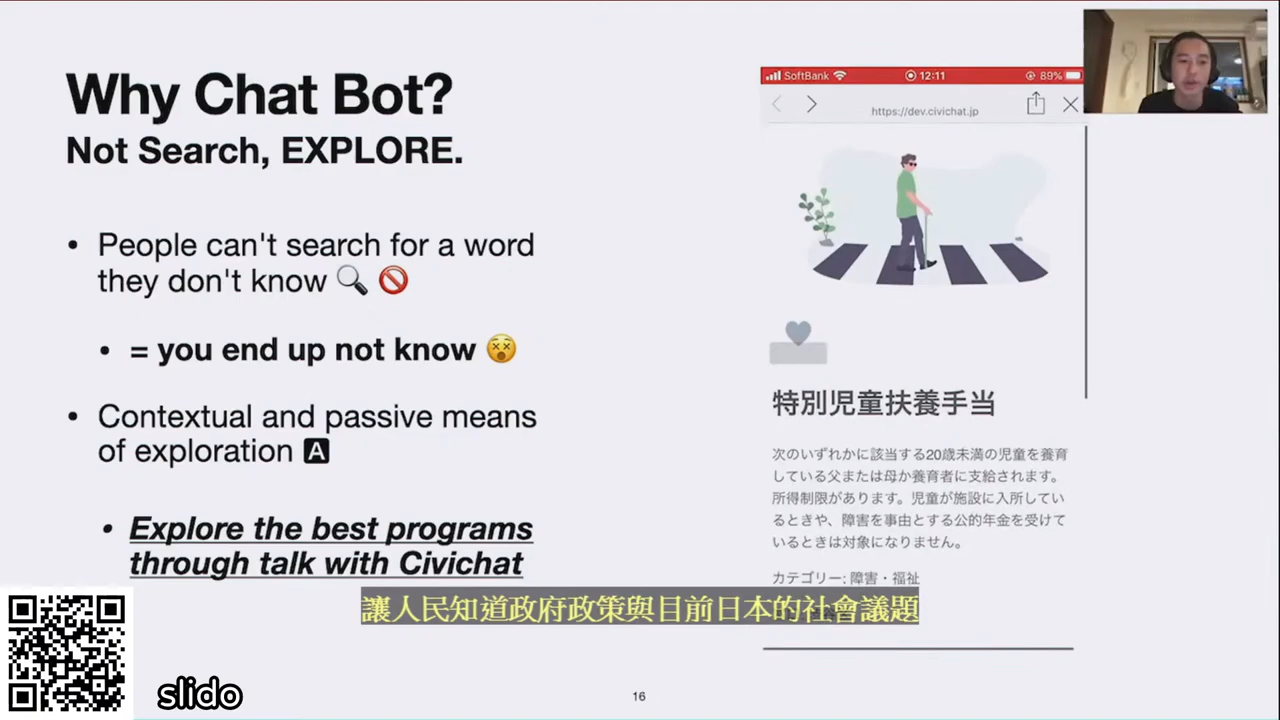 Why Chat Bot?
Not Search, EXPLORE.
• People can't search for a word
they don't know 🔍 🚫
• = you end up not know 😵
• Contextual and passive means
of exploration 🅰
• Explore the best programs
through talk with Civichat
SoftBank 12:11 89%
https://dev.civichat.jp
特別児童扶養手当
次のいずれかに該当する20歳未満の児童を養育
している父または母か養育者に支給されます。
所得制限があります。児童が施設に入所してい
るときや、障害を事由とする公的年金を受けて
いるときは対象になりません。
カテゴリー: 障害・福祉
讓人民知道政府政策與目前日本的社會議題
slido
16